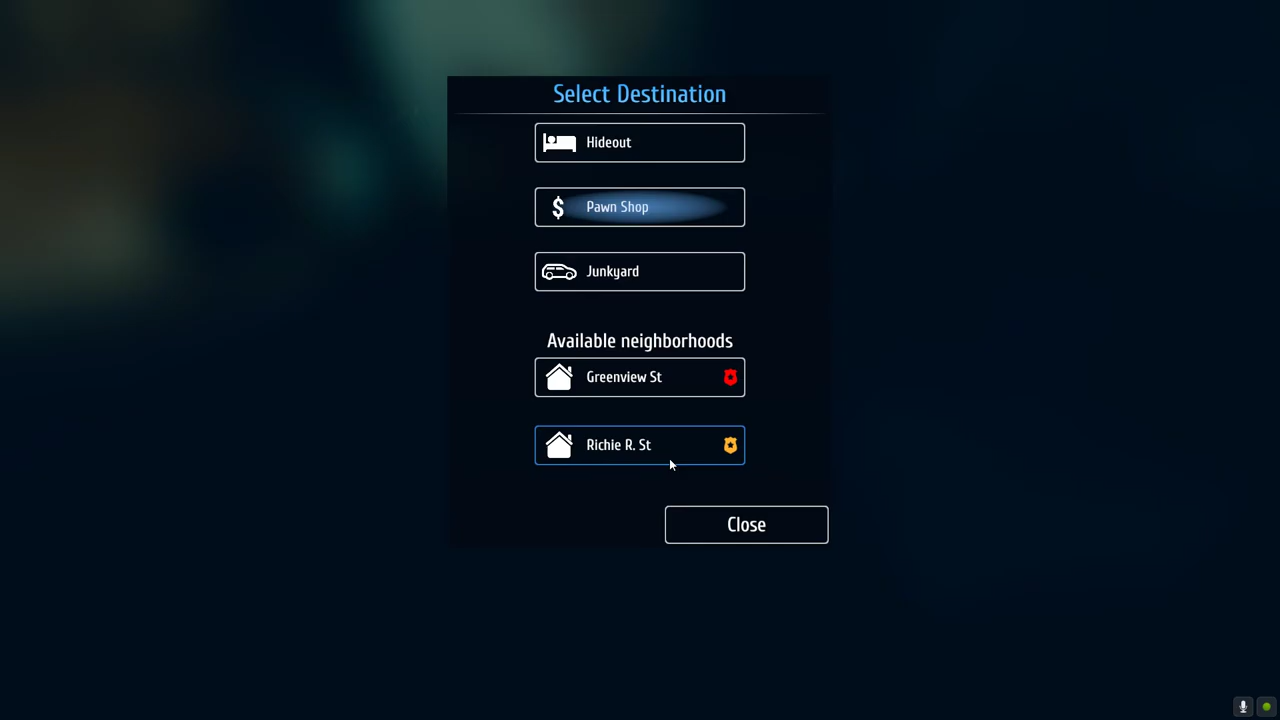 Select Destination
Hideout
$ Pawn Shop
Junkyard
Available neighborhoods
Greenview St
Richie R. St
Close